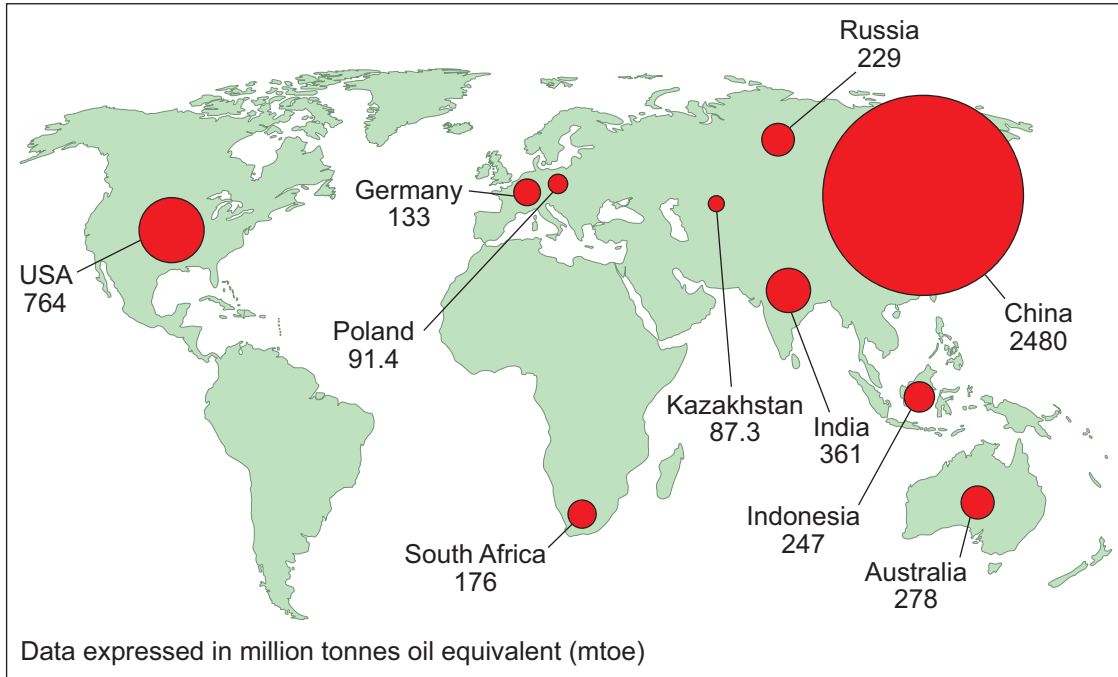 Russia
229
Germany
133
USA
764
Poland
91.4
China
2480
Kazakhstan
87.3
India
361
Indonesia
247
South Africa
176
Australia
278
Data expressed in million tonnes oil equivalent (mtoe)